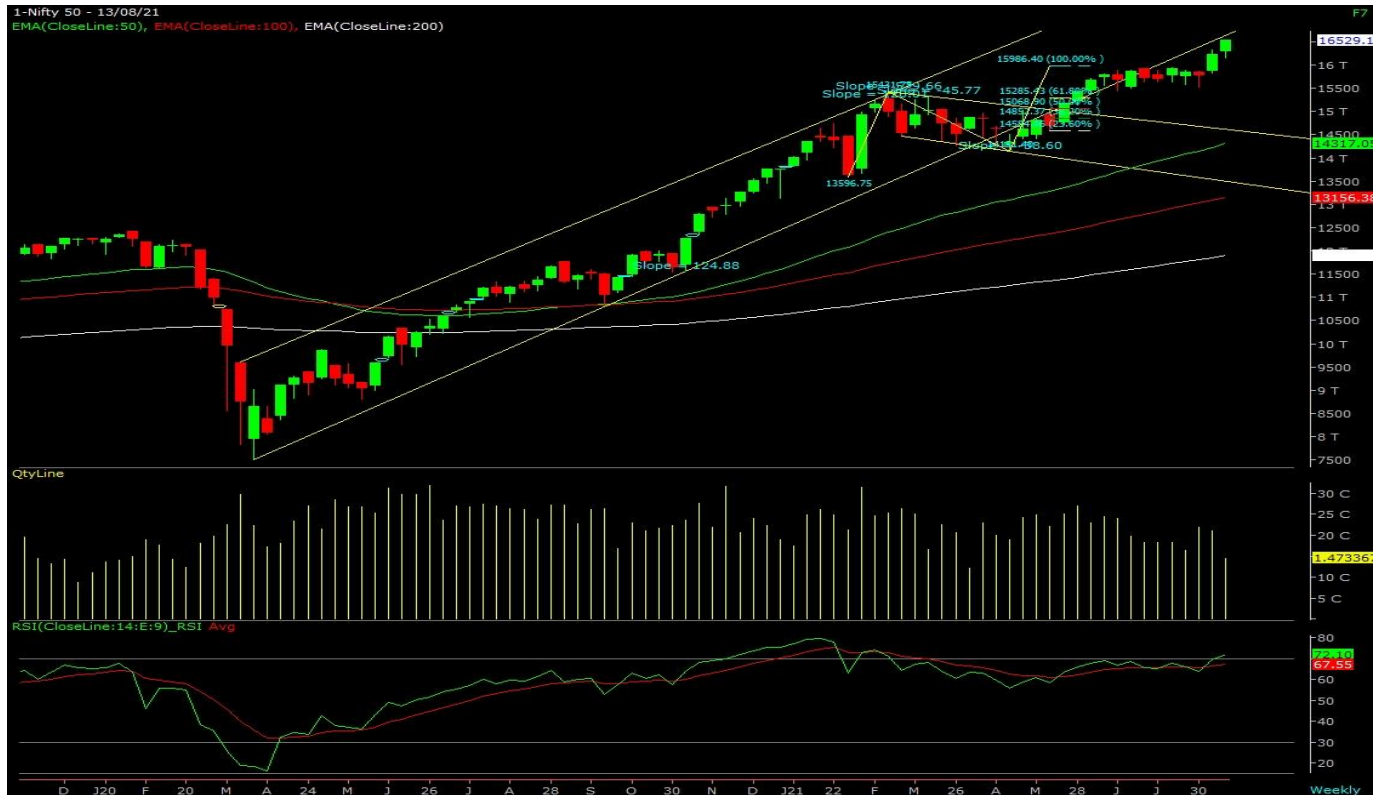 1-Nifty 50 - 13/08/21
F7
EMA(CloseLine:50), EMA(CloseLine:100), EMA(CloseLine:200)
16529.1
16 T
15500
15 T
14500
14317.05
14 T
13500
13156.38
12500
11500
11 T
10500
10 T
9500
9 T
8500
8 T
7500
15986.40 (100.00% )
15285.43 (61.80% )
13596.75
Slope = 124.88
QtyLine
30 C
25 C
20 C
1.473367
10 C
5 C
RSI(CloseLine:14:E:9)_RSI Avg
80
72.10
67.55
60
50
40
30
20
D J20 F 20 M A 24 M J 26 J A 28 S O 30 N D J21 22 F M 26 A M 28 J J 30
Weekly